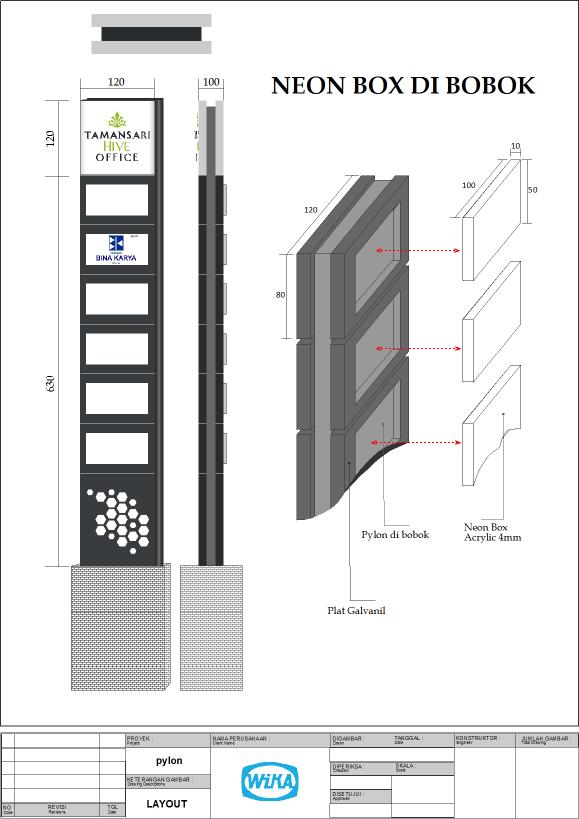 NEON BOX DI BOBOK
120
100
120
TAMANSARI
HIVE
OFFICE
BINA KARYA
630
10
100
50
120
80
Pylon di bobok
Neon Box
Acrylic 4mm
Plat Galvanil
PROYEK :
Project
pylon
KETERANGAN GAMBAR :
Drawing Descriptions
LAYOUT
NAMA PERUSAHAAN :
Client Name
WIKA
DIGAMBAR:
Drawn
TANGGAL :
Date
DIPERIKSA :
Checked
SKALA :
Scale
DISETUJUI :
Approved
KONSTRUKTOR :
Engineer
JUMLAH GAMBAR :
Total Drawing
NO
Code
REVISI
Revisions
TGL
Date